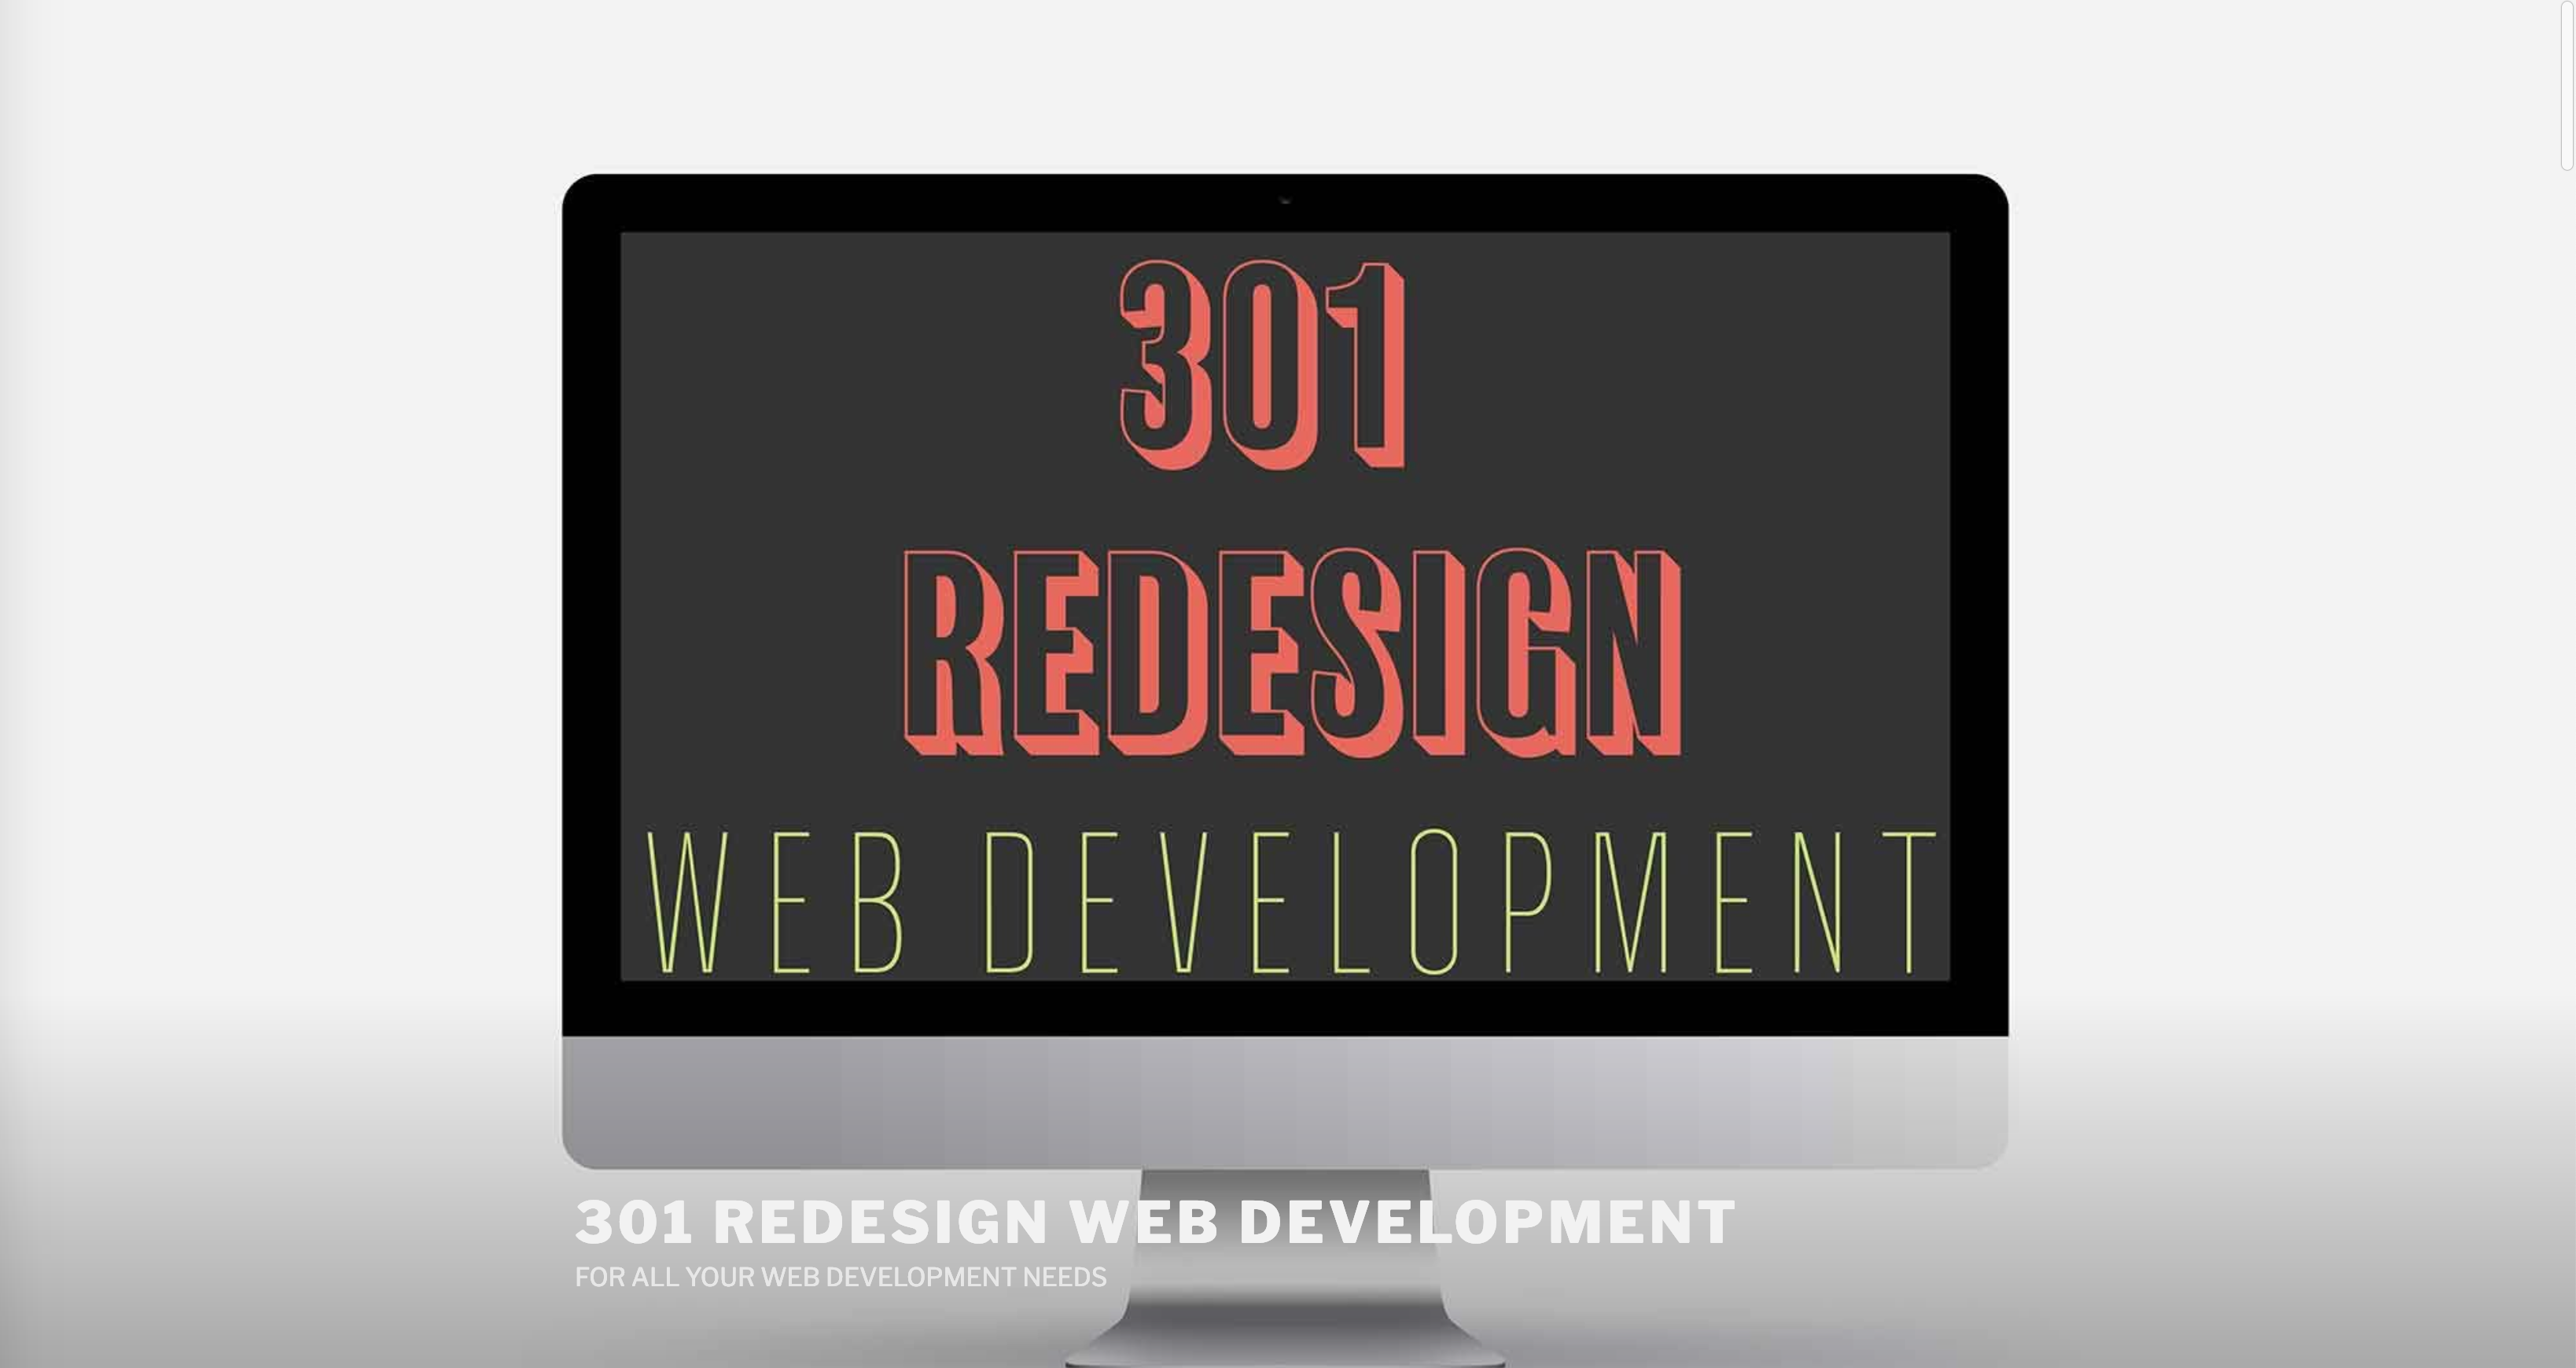 301
REDESIGN
WEB DEVELOPMENT
301 REDESIGN WEB DEVELOPMENT
FOR ALL YOUR WEB DEVELOPMENT NEEDS